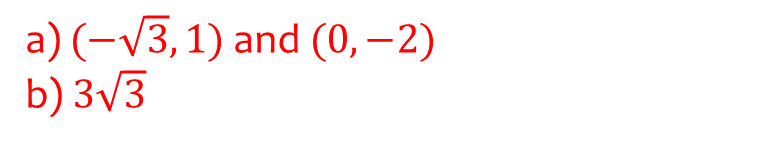 a) (−√3, 1) and (0, −2)
b) 3√3